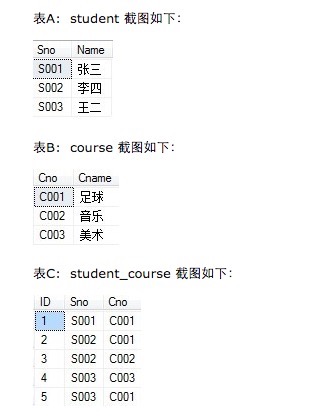 表A： student 截图如下：
Sno Name
S001 张三
S002 李四
S003 王二
表B： course 截图如下：
Cno Cname
C001 足球
C002 音乐
C003 美术
表C： student_course 截图如下：
ID Sno Cno
1 S001 C001
2 S002 C001
3 S002 C002
4 S003 C003
5 S003 C001